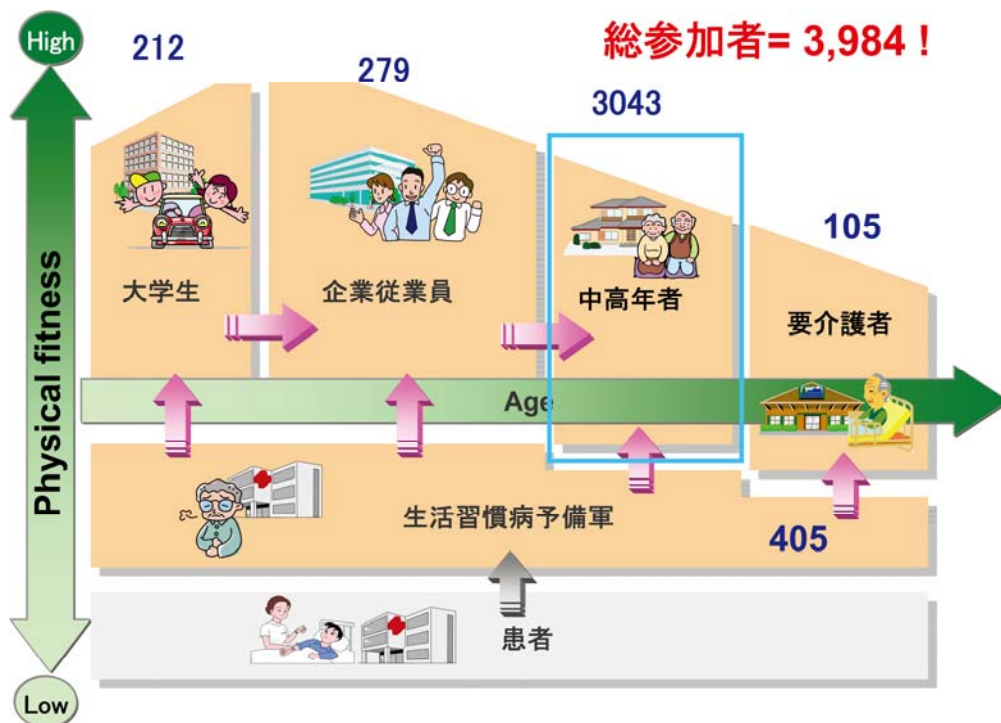 High
212
総参加者= 3,984！
279
3043
105
大学生
企業従業員
中高年者
要介護者
Physical fitness
Age
生活習慣病予備軍
405
患者
Low